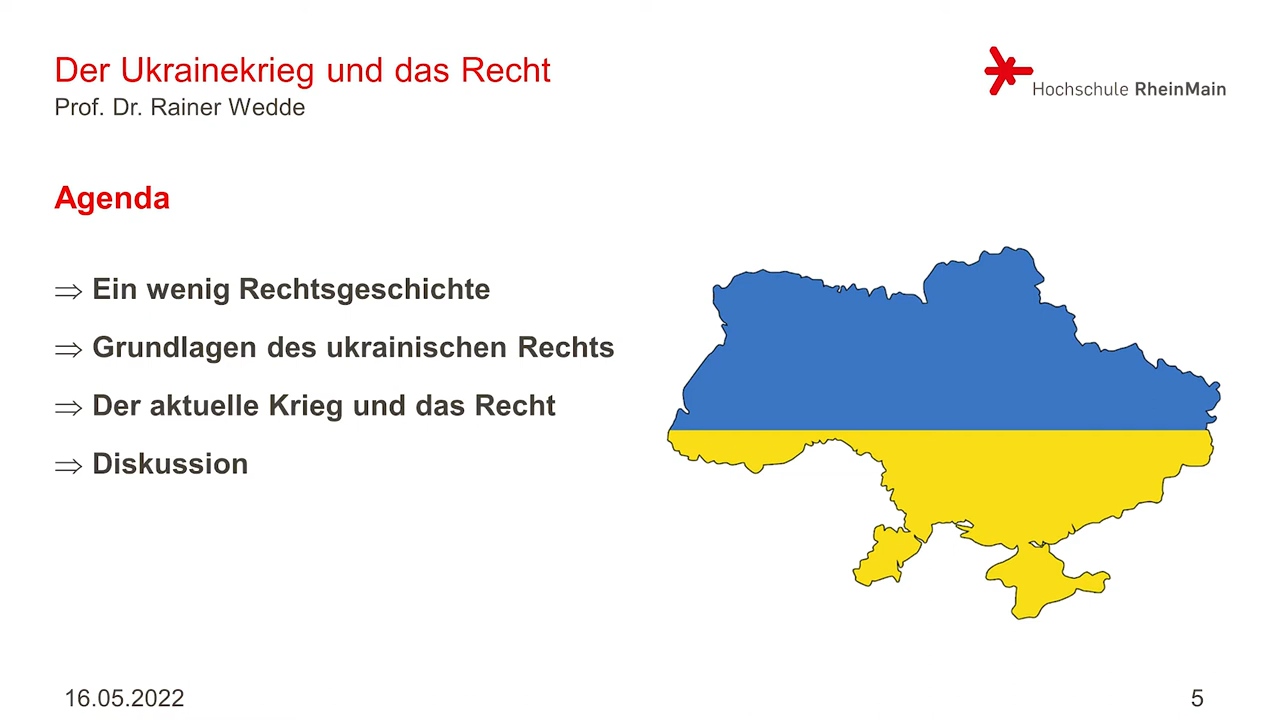 Der Ukrainekrieg und das Recht
Prof. Dr. Rainer Wedde
Hochschule RheinMain
Agenda
⇒ Ein wenig Rechtsgeschichte
⇒ Grundlagen des ukrainischen Rechts
⇒ Der aktuelle Krieg und das Recht
⇒ Diskussion
16.05.2022
5